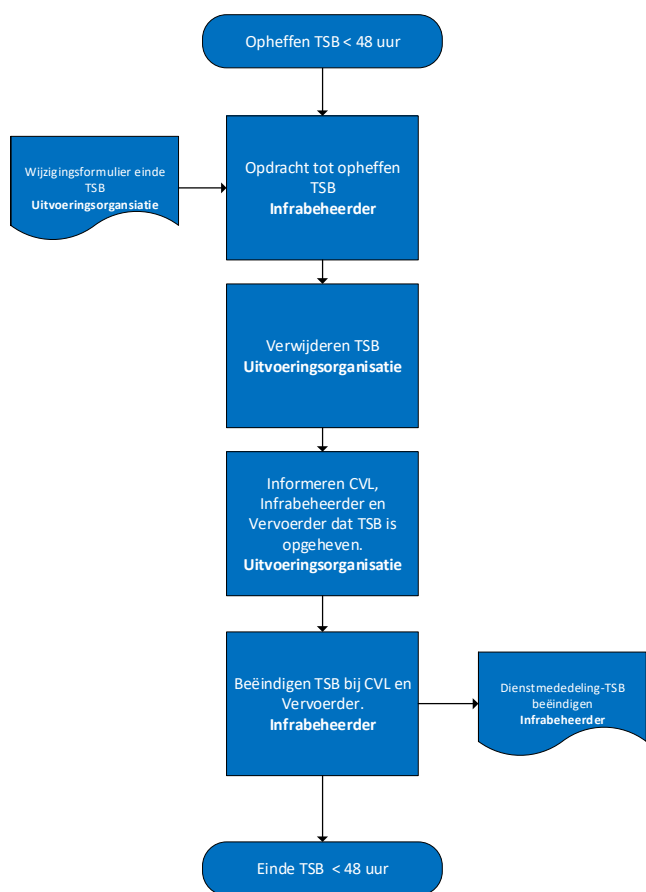 Opheffen TSB < 48 uur
Wijzigingsformulier einde
TSB
Uitvoeringsorgansiatie
Opdracht tot opheffen
TSB
Infrabeheerder
Verwijderen TSB
Uitvoeringsorganisatie
Informeren CVL,
Infrabeheerder en
Vervoerder dat TSB is
opgeheven.
Uitvoeringsorganisatie
Beëindigen TSB bij CVL en
Vervoerder.
Infrabeheerder
Dienstmededeling-TSB
beëindigen
Infrabeheerder
Einde TSB < 48 uur